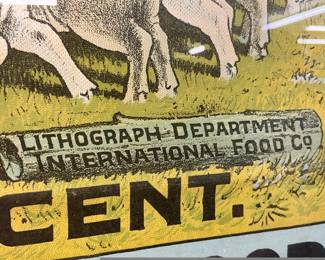 LITHOGRAPH-DEPARTMENT
INTERNATIONAL FOOD CO
CENT.